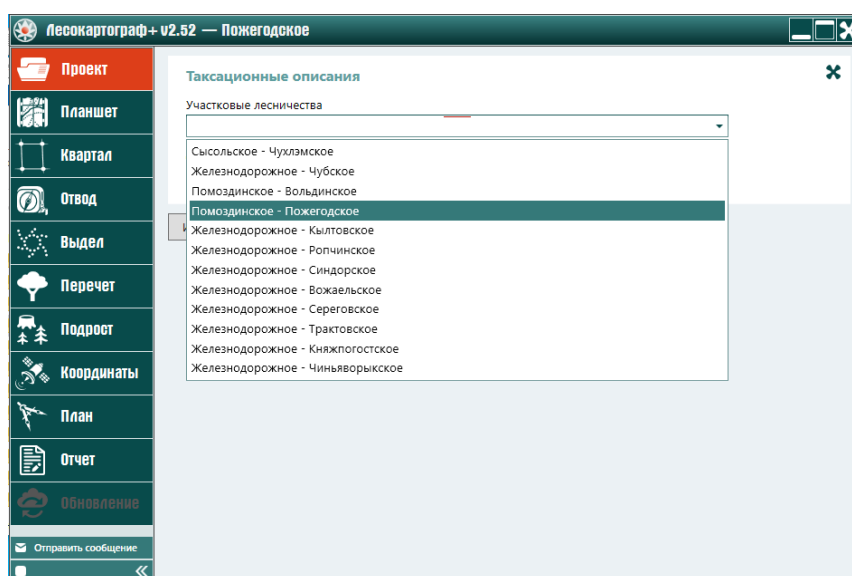 Лесокартограф+ v2.52 — Пожегодское
Проект
Планшет
Квартал
Отвод
Выдел
Перечет
Подрост
Координаты
План
Отчет
Обновление
Отправить сообщение
Таксационные описания
Участковые лесничества
Сысольское - Чухлэмское
Железнодорожное - Чубское
Помоздинское - Вольдинское
Помоздинское - Пожегодское
Железнодорожное - Кылтовское
Железнодорожное - Ропчинское
Железнодорожное - Синдорское
Железнодорожное - Вожаельское
Железнодорожное - Сереговское
Железнодорожное - Трактовское
Железнодорожное - Княжпогостское
Железнодорожное - Чиньяворыкское